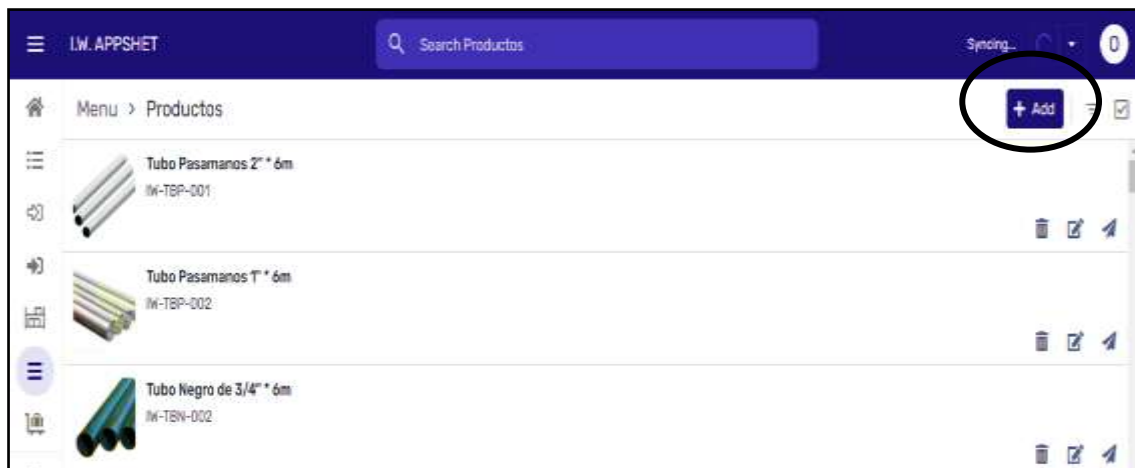 I.W. APPSHET
Search Productos
Syncing...
0
Menu > Productos
+ Add
Tubo Pasamanos 2" * 6m
IW-TBP-001
Tubo Pasamanos 1" * 6m
IW-TBP-002
Tubo Negro de 3/4" * 6m
IW-TBN-002